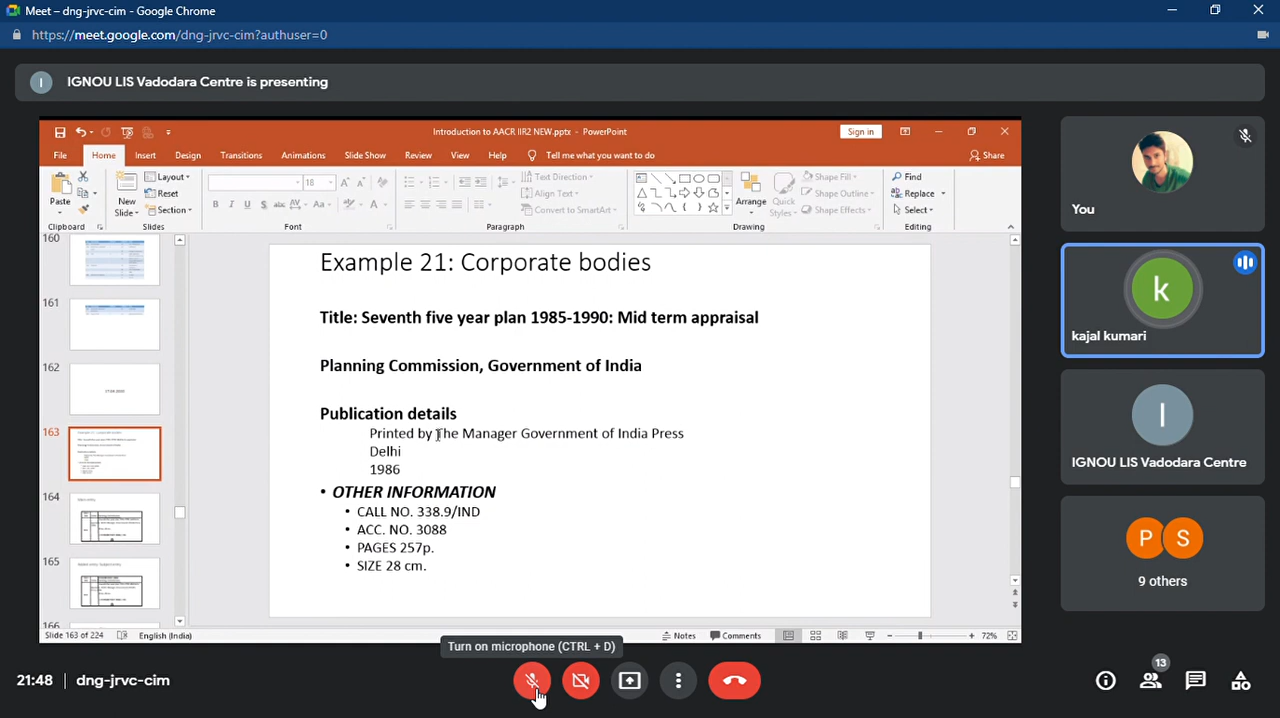 Meet – dng-jrvc-cim - Google Chrome
https://meet.google.com/dng-jrvc-cim?authuser=0
I IGNOU LIS Vadodara Centre is presenting
Introduction to AACR IIR2 NEW.pptx - PowerPoint
Sign in
File Home Insert Design Transitions Animations Slide Show Review View Help Tell me what you want to do Share
Paste
New
Slide
Layout
Reset
Section
18
Text Direction
Align Text
Convert to SmartArt
Arrange
Quick
Styles
Shape Fill
Shape Outline
Shape Effects
Find
Replace
Select
Clipboard Slides Font Paragraph Drawing Editing
160
161
162
163
164
165
166
Example 21: Corporate bodies
Title: Seventh five year plan 1985-1990: Mid term appraisal
Planning Commission, Government of India
Publication details
Printed by The Manager Government of India Press
Delhi
1986
• OTHER INFORMATION
• CALL NO. 338.9/IND
• ACC. NO. 3088
• PAGES 257p.
• SIZE 28 cm.
Slide 163 of 224 English (India) Notes Comments 72%
You
k
kajal kumari
I
IGNOU LIS Vadodara Centre
P S
9 others
Turn on microphone (CTRL + D)
21:48 | dng-jrvc-cim
13